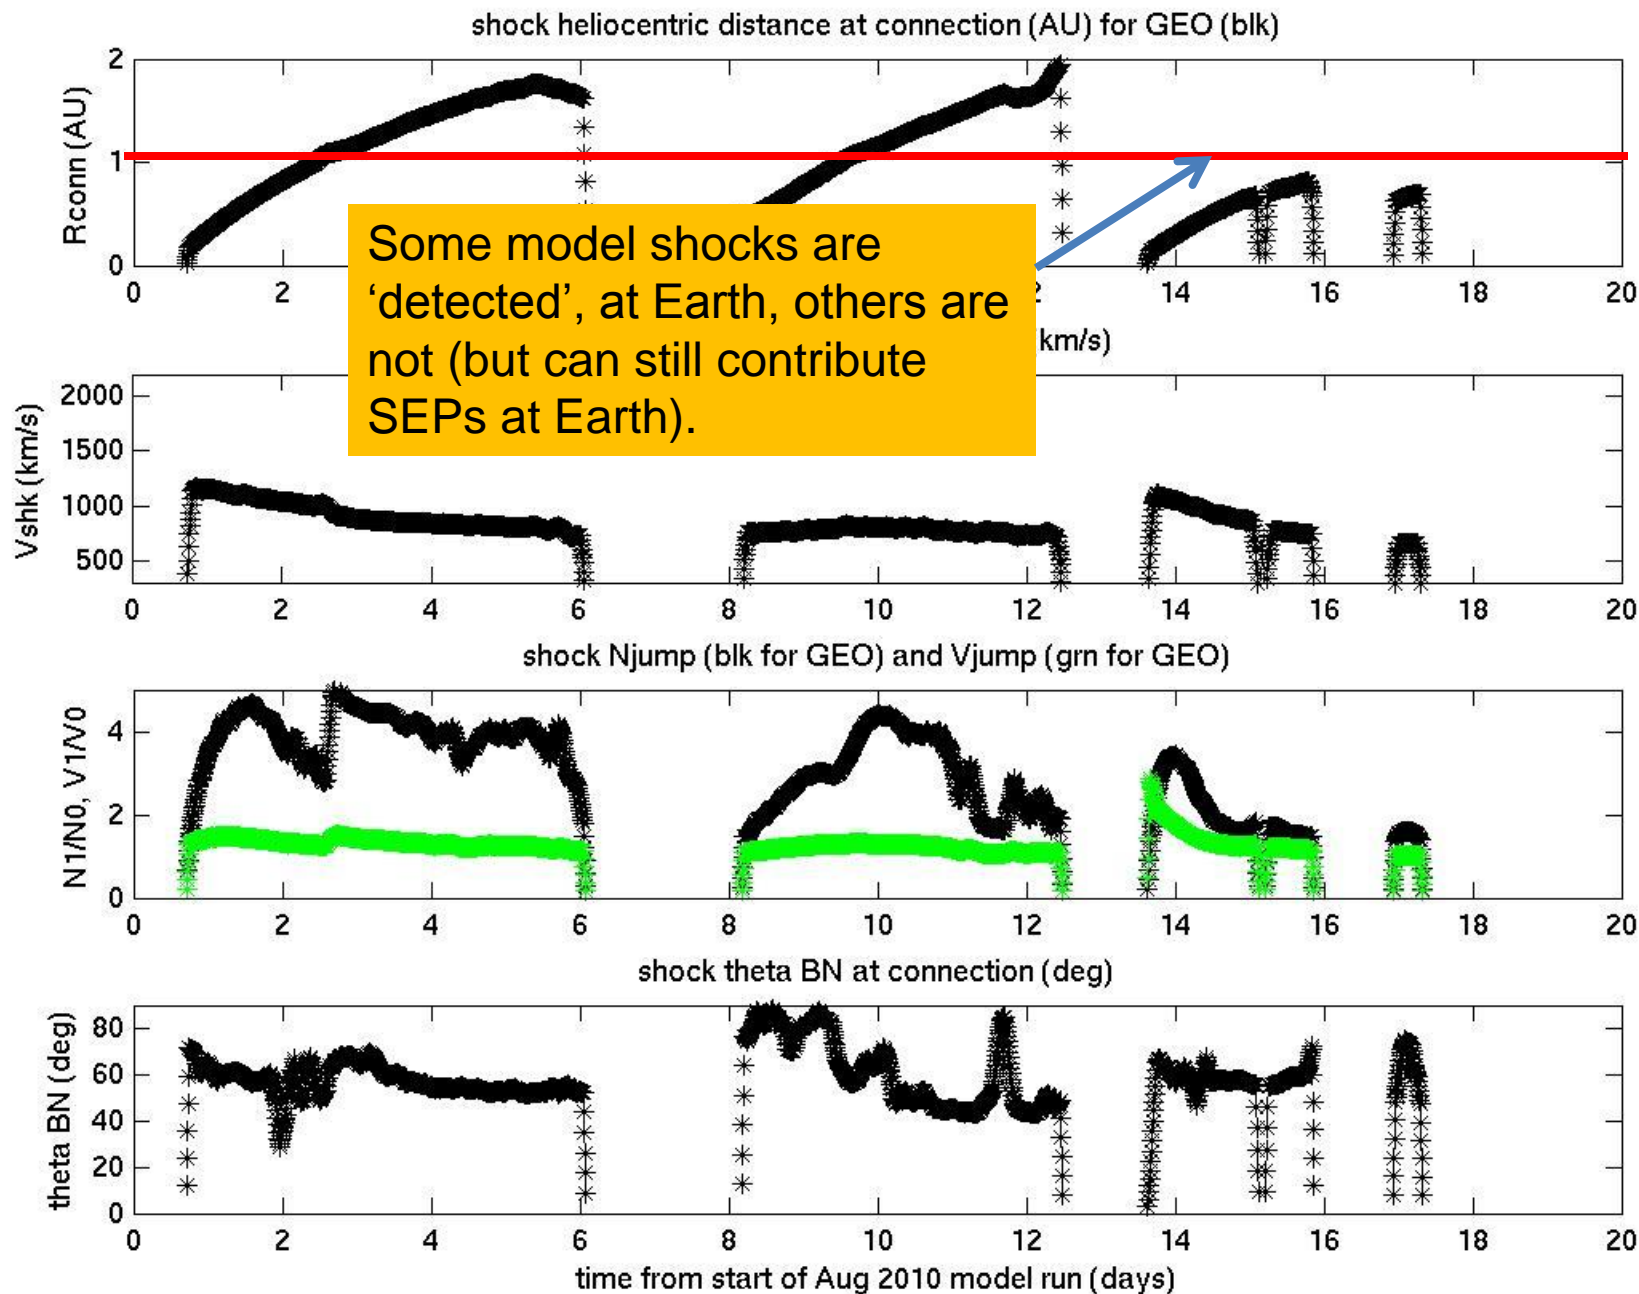 shock heliocentric distance at connection (AU) for GEO (blk)
Rconn (AU)
2
1
0
0 2 2 14 16 18 20
Some model shocks are
‘detected’, at Earth, others are
not (but can still contribute
SEPs at Earth).
(km/s)
Vshk (km/s)
2000
1500
1000
500
0 2 4 6 8 10 12 14 16 18 20
shock Njump (blk for GEO) and Vjump (grn for GEO)
N1/N0, V1/V0
4
2
0
0 2 4 6 8 10 12 14 16 18 20
shock theta BN at connection (deg)
theta BN (deg)
80
60
40
20
0
0 2 4 6 8 10 12 14 16 18 20
time from start of Aug 2010 model run (days)